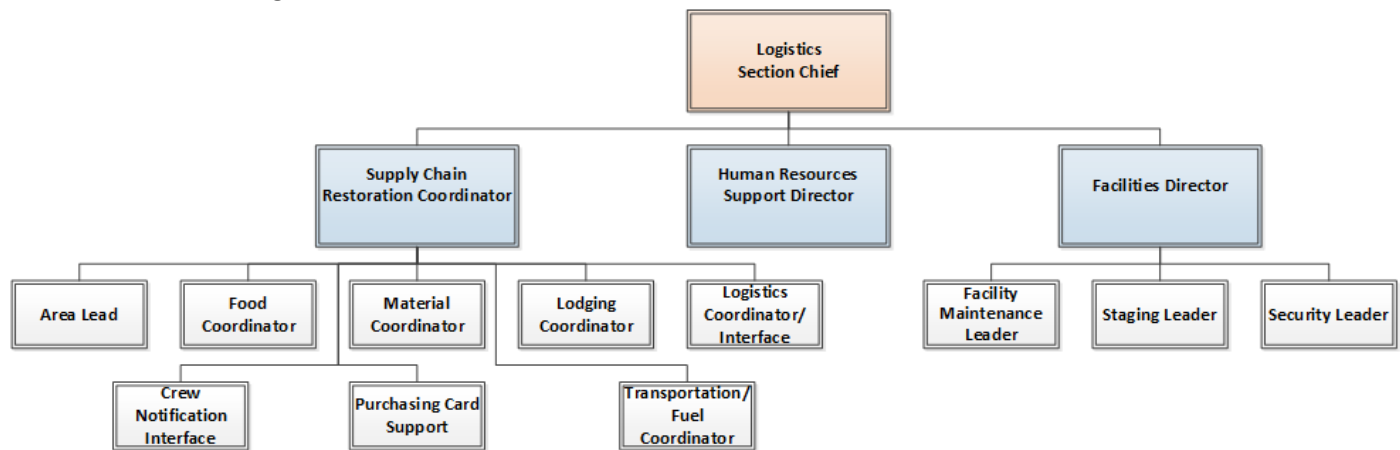 Logistics
Section Chief
Supply Chain
Restoration Coordinator
Human Resources
Support Director
Facilities Director
Area Lead
Food
Coordinator
Material
Coordinator
Lodging
Coordinator
Logistics
Coordinator/
Interface
Facility
Maintenance
Leader
Staging Leader
Security Leader
Crew
Notification
Interface
Purchasing Card
Support
Transportation/
Fuel
Coordinator